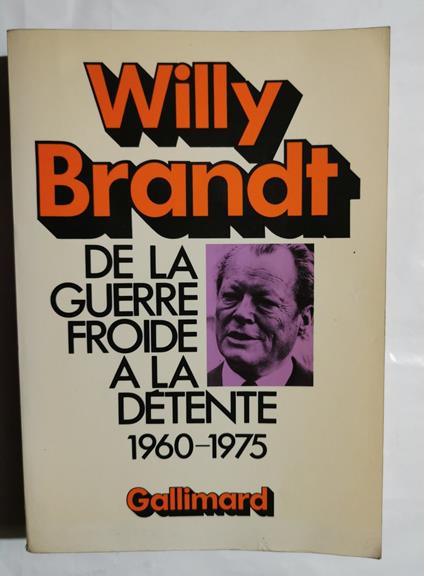 Willy
Brandt
DE LA
GUERRE
FROIDE
A LA
DÉTENTE
1960-1975
Gallimard